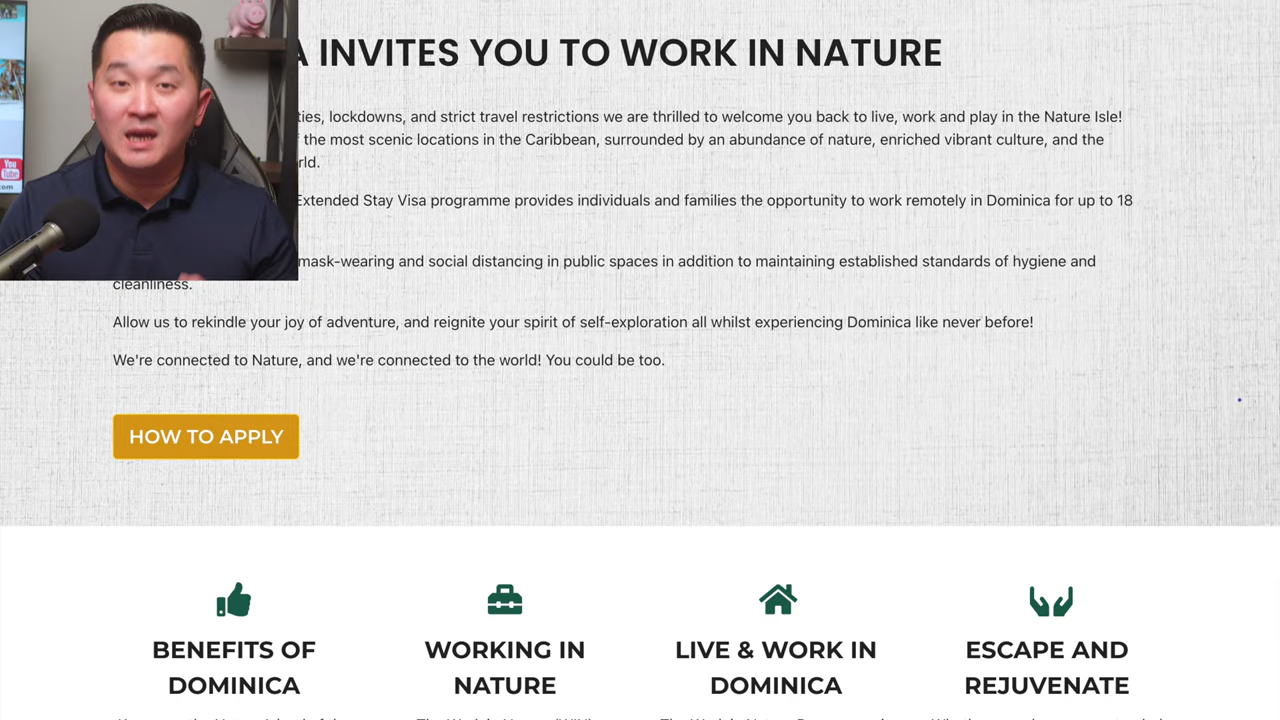 INVITES YOU TO WORK IN NATURE
lockdowns, and strict travel restrictions we are thrilled to welcome you back to live, work and play in the Nature Isle!
the most scenic locations in the Caribbean, surrounded by an abundance of nature, enriched vibrant culture, and the
Extended Stay Visa programme provides individuals and families the opportunity to work remotely in Dominica for up to 18
mask-wearing and social distancing in public spaces in addition to maintaining established standards of hygiene and
cleanliness.
Allow us to rekindle your joy of adventure, and reignite your spirit of self-exploration all whilst experiencing Dominica like never before!
We're connected to Nature, and we're connected to the world! You could be too.
HOW TO APPLY
BENEFITS OF
DOMINICA
WORKING IN
NATURE
LIVE & WORK IN
DOMINICA
ESCAPE AND
REJUVENATE
You
Tube
.com